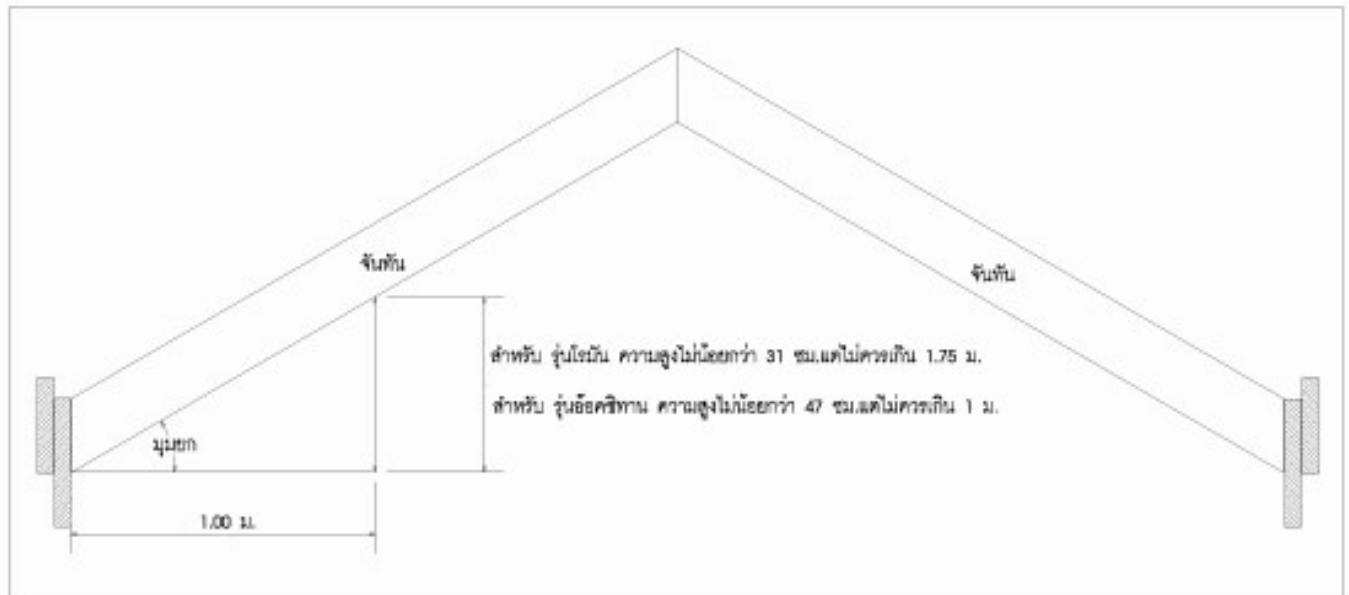 จันทัน
จันทัน
สำหรับ รุ่นโรมัน ความสูงไม่น้อยกว่า 31 ซม.แต่ไม่ควรเกิน 1.75 ม.
สำหรับ รุ่นอ๊อคซิทาน ความสูงไม่น้อยกว่า 47 ซม.แต่ไม่ควรเกิน 1 ม.
มุมยก
1.00 ม.